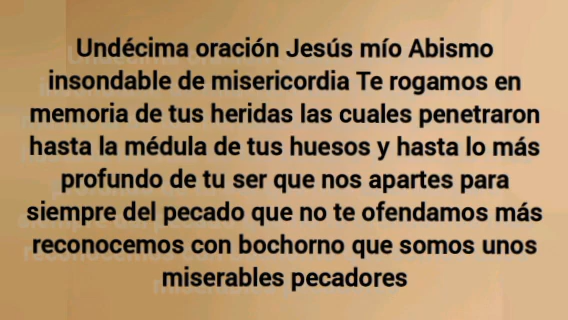 Undécima oración Jesús mío Abismo
insondable de misericordia Te rogamos en
memoria de tus heridas las cuales penetraron
hasta la médula de tus huesos y hasta lo más
profundo de tu ser que nos apartes para
siempre del pecado que no te ofendamos más
reconocemos con bochorno que somos unos
miserables pecadores